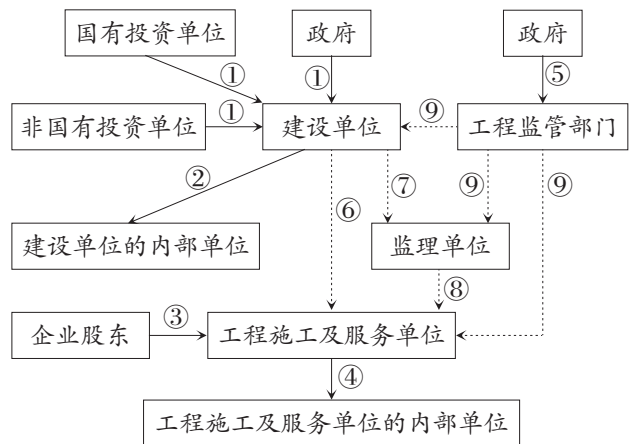 国有投资单位
政府
政府
①
①
⑤
非国有投资单位
①
建设单位
⑨
工程监管部门
②
⑦
⑨
⑨
⑥
建设单位的内部单位
监理单位
⑧
企业股东
③
工程施工及服务单位
④
工程施工及服务单位的内部单位